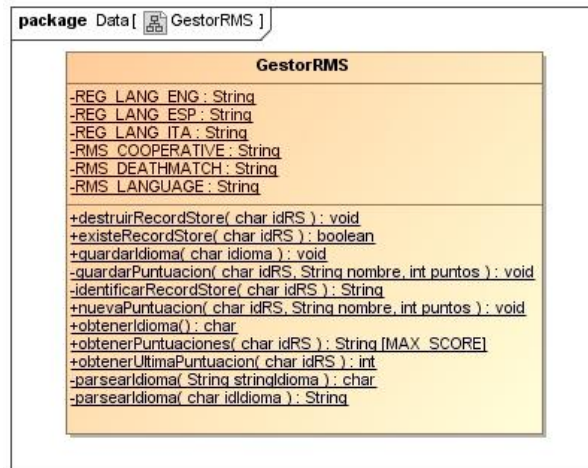 package Data [ GestorRMS ]
GestorRMS
-REG_LANG_ENG : String
-REG_LANG_ESP : String
-REG_LANG_ITA : String
-RMS_COOPERATIVE : String
-RMS_DEATHMATCH : String
-RMS_LANGUAGE : String
+destruirRecordStore( char idRS ) : void
+existeRecordStore( char idRS ) : boolean
+guardarIdioma( char idioma ) : void
-guardarPuntuacion( char idRS, String nombre, int puntos ) : void
-identificarRecordStore( char idRS ) : String
+nuevaPuntuacion( char idRS, String nombre, int puntos ) : void
+obtenerIdioma() : char
+obtenerPuntuaciones( char idRS ) : String [MAX_SCORE]
+obtenerUltimaPuntuacion( char idRS ) : int
-parsearIdioma( String stringIdioma ) : char
-parsearIdioma( char idIdioma ) : String